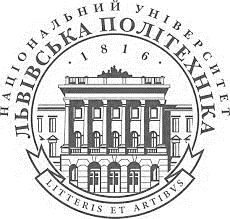 НАЦІОНАЛЬНИЙ УНІВЕРСИТЕТ
ЛЬВІВСЬКА ПОЛІТЕХНІКА
· 1816 ·
LITTERIS ET ARTIBVS